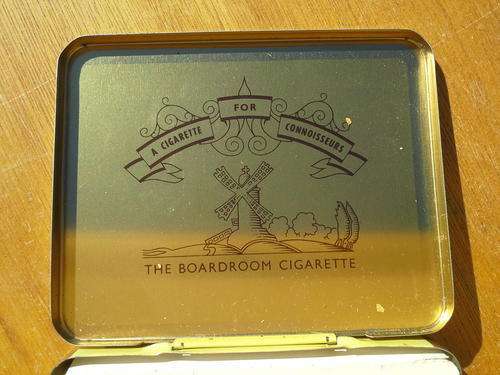 A CIGARETTE FOR CONNOISSEURS
THE BOARDROOM CIGARETTE